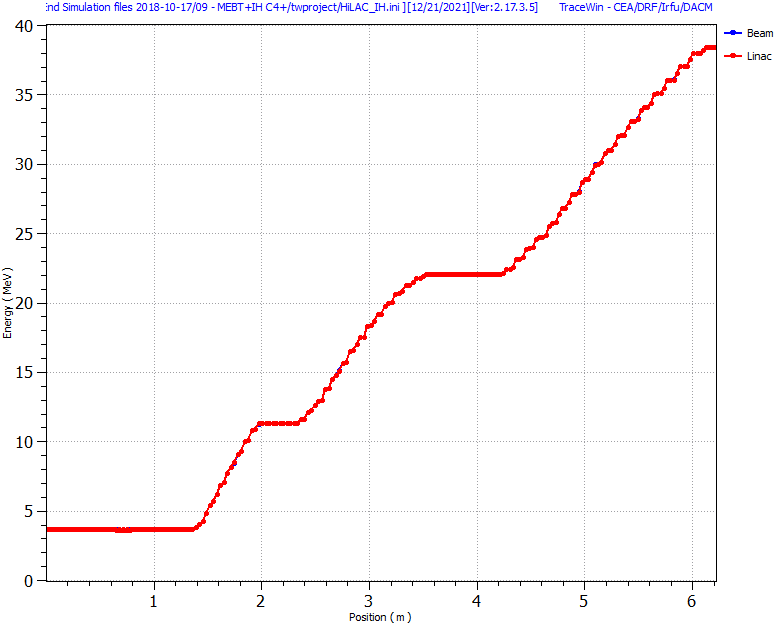 nd Simulation files 2018-10-17/09 - MEBT+IH C4+/twproject/HiLAC_IH.ini ][12/21/2021][Ver:2.17.3.5] TraceWin - CEA/DRF/Irfu/DACM
Beam
Linac
40
35
30
25
20
15
10
5
0
Energy ( MeV )
1 2 3 4 5 6
Position ( m )